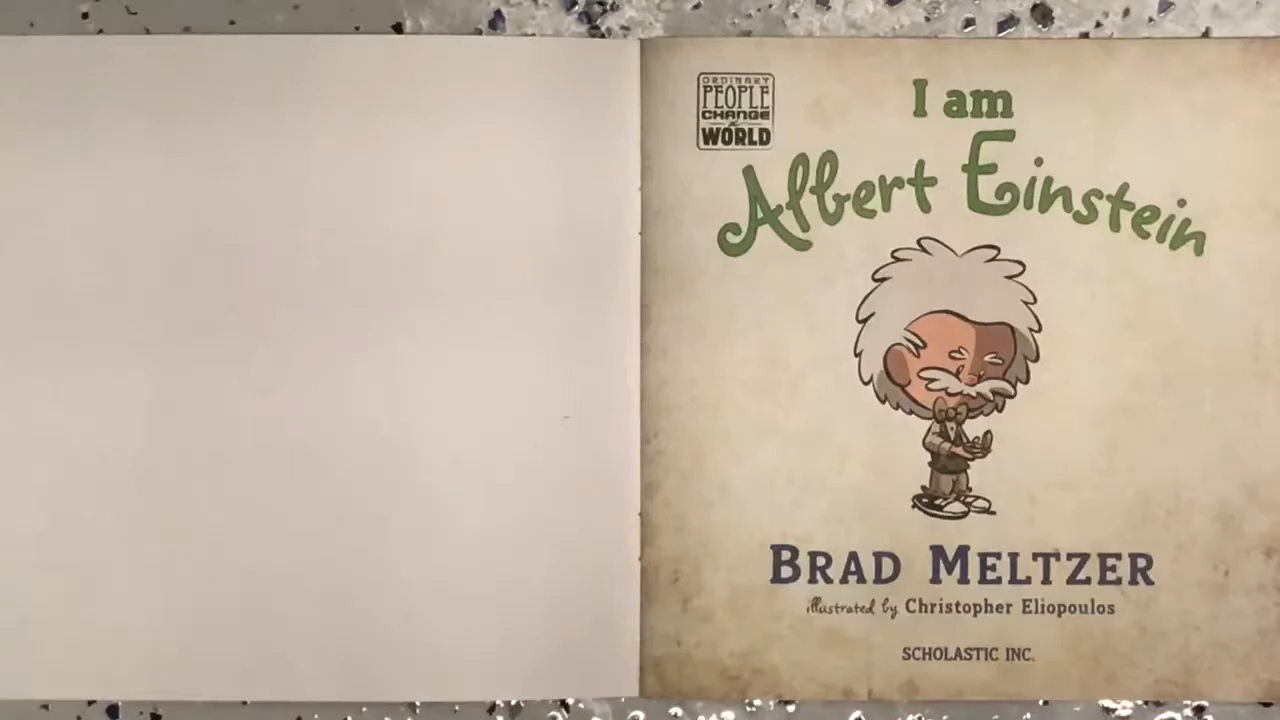 ORDINARY
PEOPLE
CHANGE
the
WORLD
I am
Albert Einstein
BRAD MELTZER
illustrated by Christopher Eliopoulos
SCHOLASTIC INC.